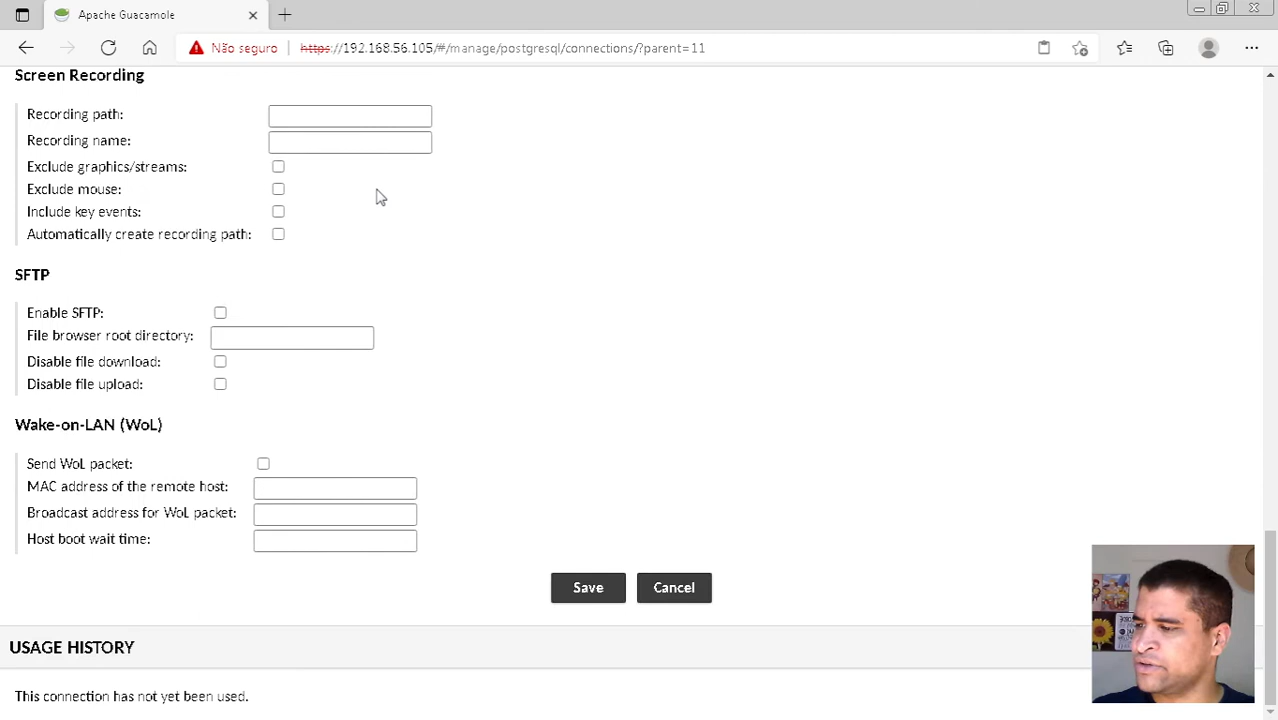 Apache Guacamole
Não seguro https://192.168.56.105/#/manage/postgresql/connections/?parent=11
Screen Recording
Recording path:
Recording name:
Exclude graphics/streams:
Exclude mouse:
Include key events:
Automatically create recording path:
SFTP
Enable SFTP:
File browser root directory:
Disable file download:
Disable file upload:
Wake-on-LAN (WoL)
Send WoL packet:
MAC address of the remote host:
Broadcast address for WoL packet:
Host boot wait time:
Save Cancel
USAGE HISTORY
This connection has not yet been used.